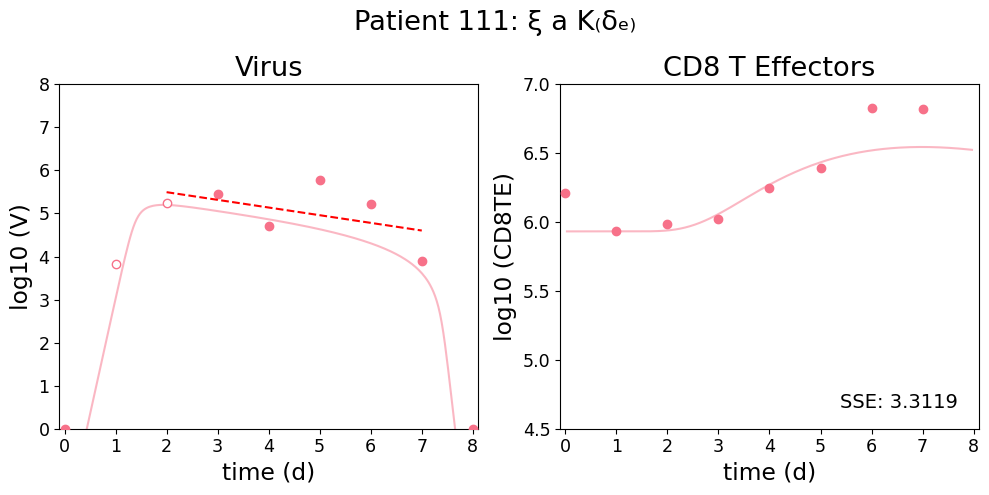 Patient 111: ξ a K₍δₑ₎
Virus
CD8 T Effectors
log10 (V)
8
7
6
5
4
3
2
1
0
0 1 2 3 4 5 6 7 8
time (d)
log10 (CD8TE)
7.0
6.5
6.0
5.5
5.0
4.5
SSE: 3.3119
0 1 2 3 4 5 6 7 8
time (d)